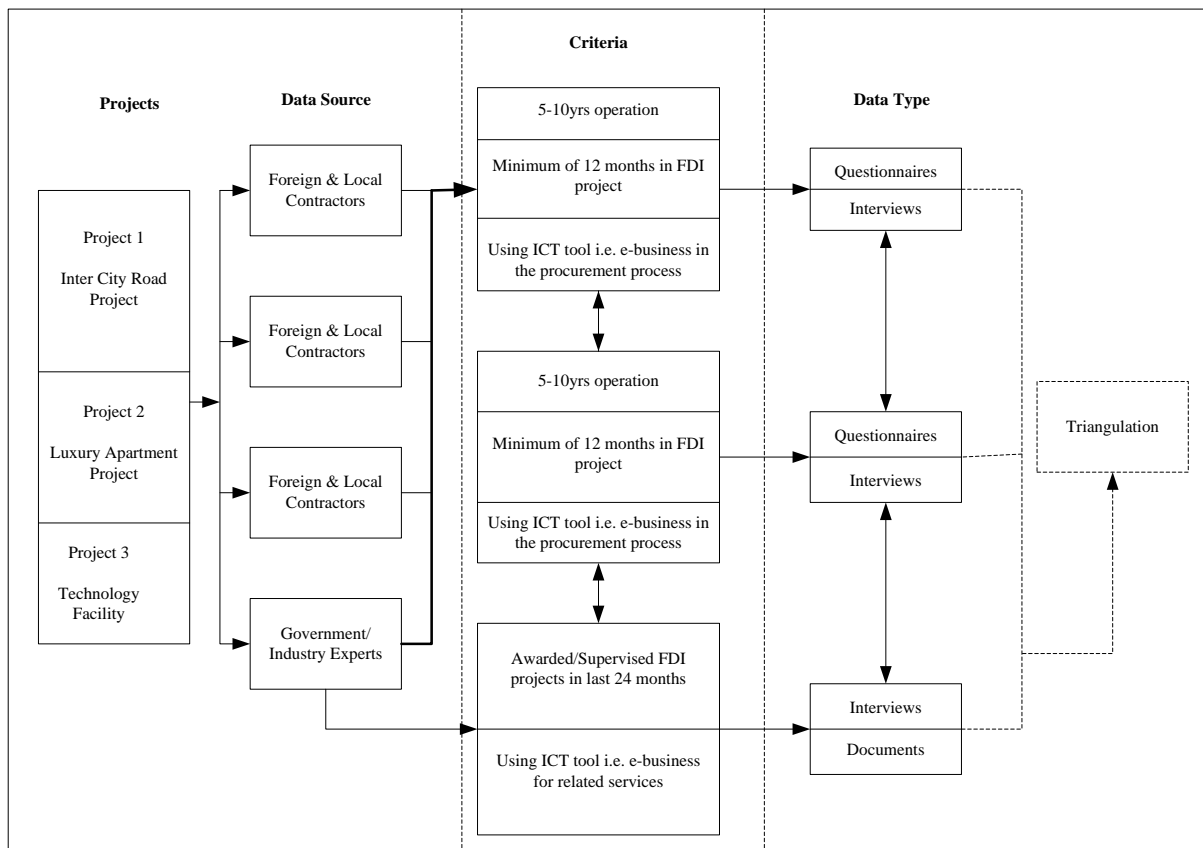 Projects
Data Source
Criteria
Data Type
Project 1
Inter City Road
Project
Project 2
Luxury Apartment
Project
Project 3
Technology
Facility
Foreign & Local
Contractors
Foreign & Local
Contractors
Foreign & Local
Contractors
Government/
Industry Experts
5-10yrs operation
Minimum of 12 months in FDI
project
Using ICT tool i.e. e-business in
the procurement process
5-10yrs operation
Minimum of 12 months in FDI
project
Using ICT tool i.e. e-business in
the procurement process
Awarded/Supervised FDI
projects in last 24 months
Using ICT tool i.e. e-business
for related services
Questionnaires
Interviews
Questionnaires
Interviews
Interviews
Documents
Triangulation